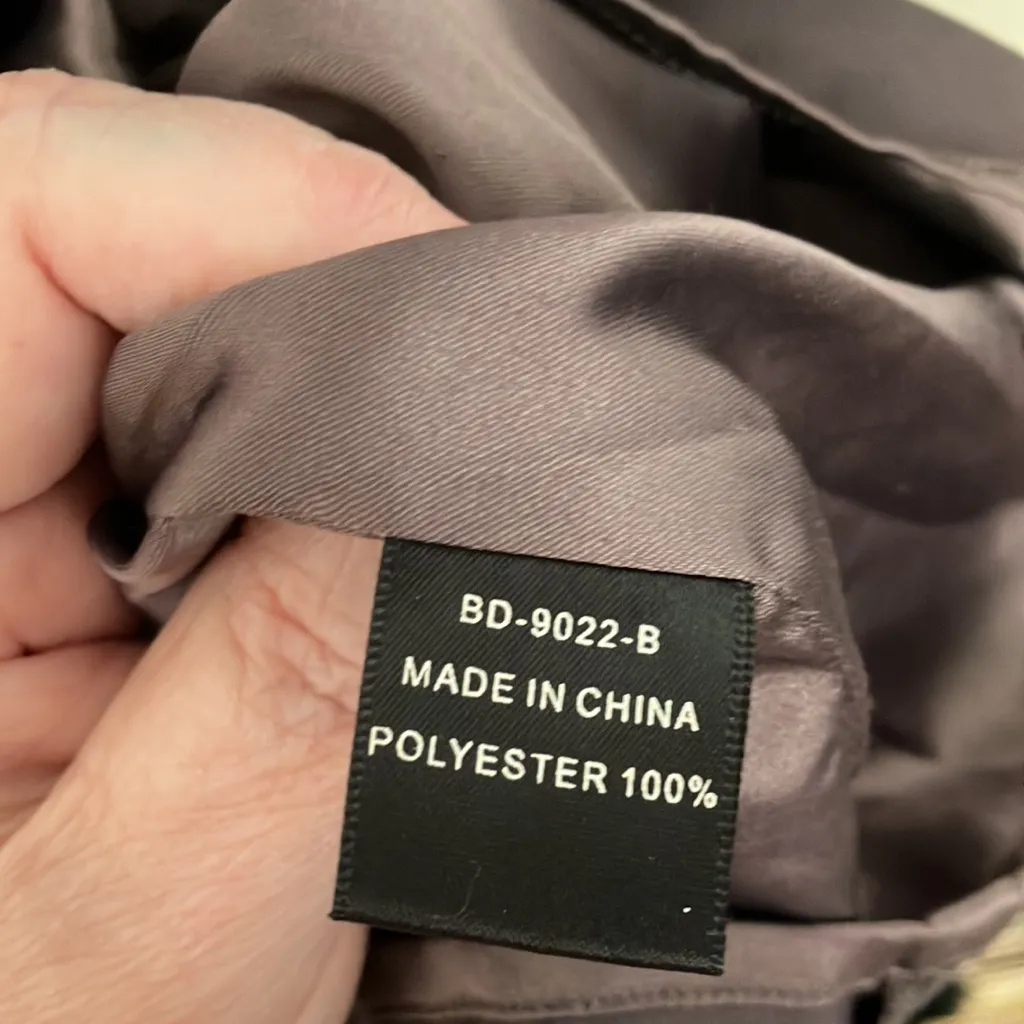 BD-9022-B
MADE IN CHINA
POLYESTER 100%